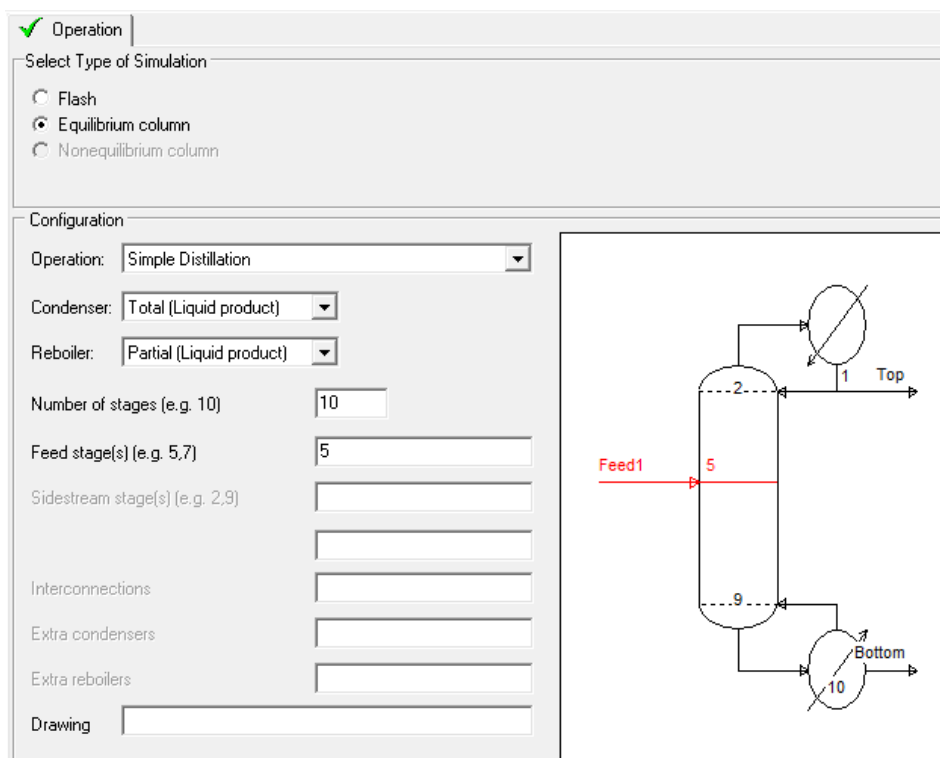 Operation
Select Type of Simulation
Flash
Equilibrium column
Nonequilibrium column
Configuration
Operation: Simple Distillation
Condenser: Total (Liquid product)
Reboiler: Partial (Liquid product)
Number of stages (e.g. 10) 10
Feed stage(s) (e.g. 5,7) 5
Sidestream stage(s) (e.g. 2,9)
Interconnections
Extra condensers
Extra reboilers
Drawing
1 Top
2
Feed1 5
9
Bottom
10